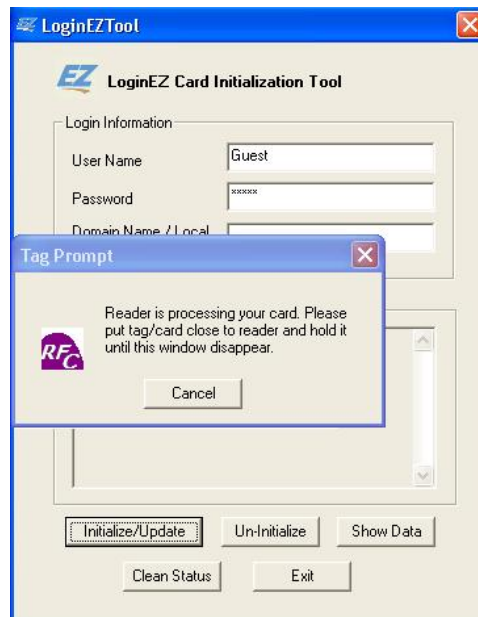 LoginEZTool
EZ LoginEZ Card Initialization Tool
Login Information
User Name
Guest
Password
*****
Domain Name / Local
Tag Prompt
Reader is processing your card. Please
put tag/card close to reader and hold it
until this window disappear.
RFC
Cancel
Initialize/Update
Un-Initialize
Show Data
Clean Status
Exit